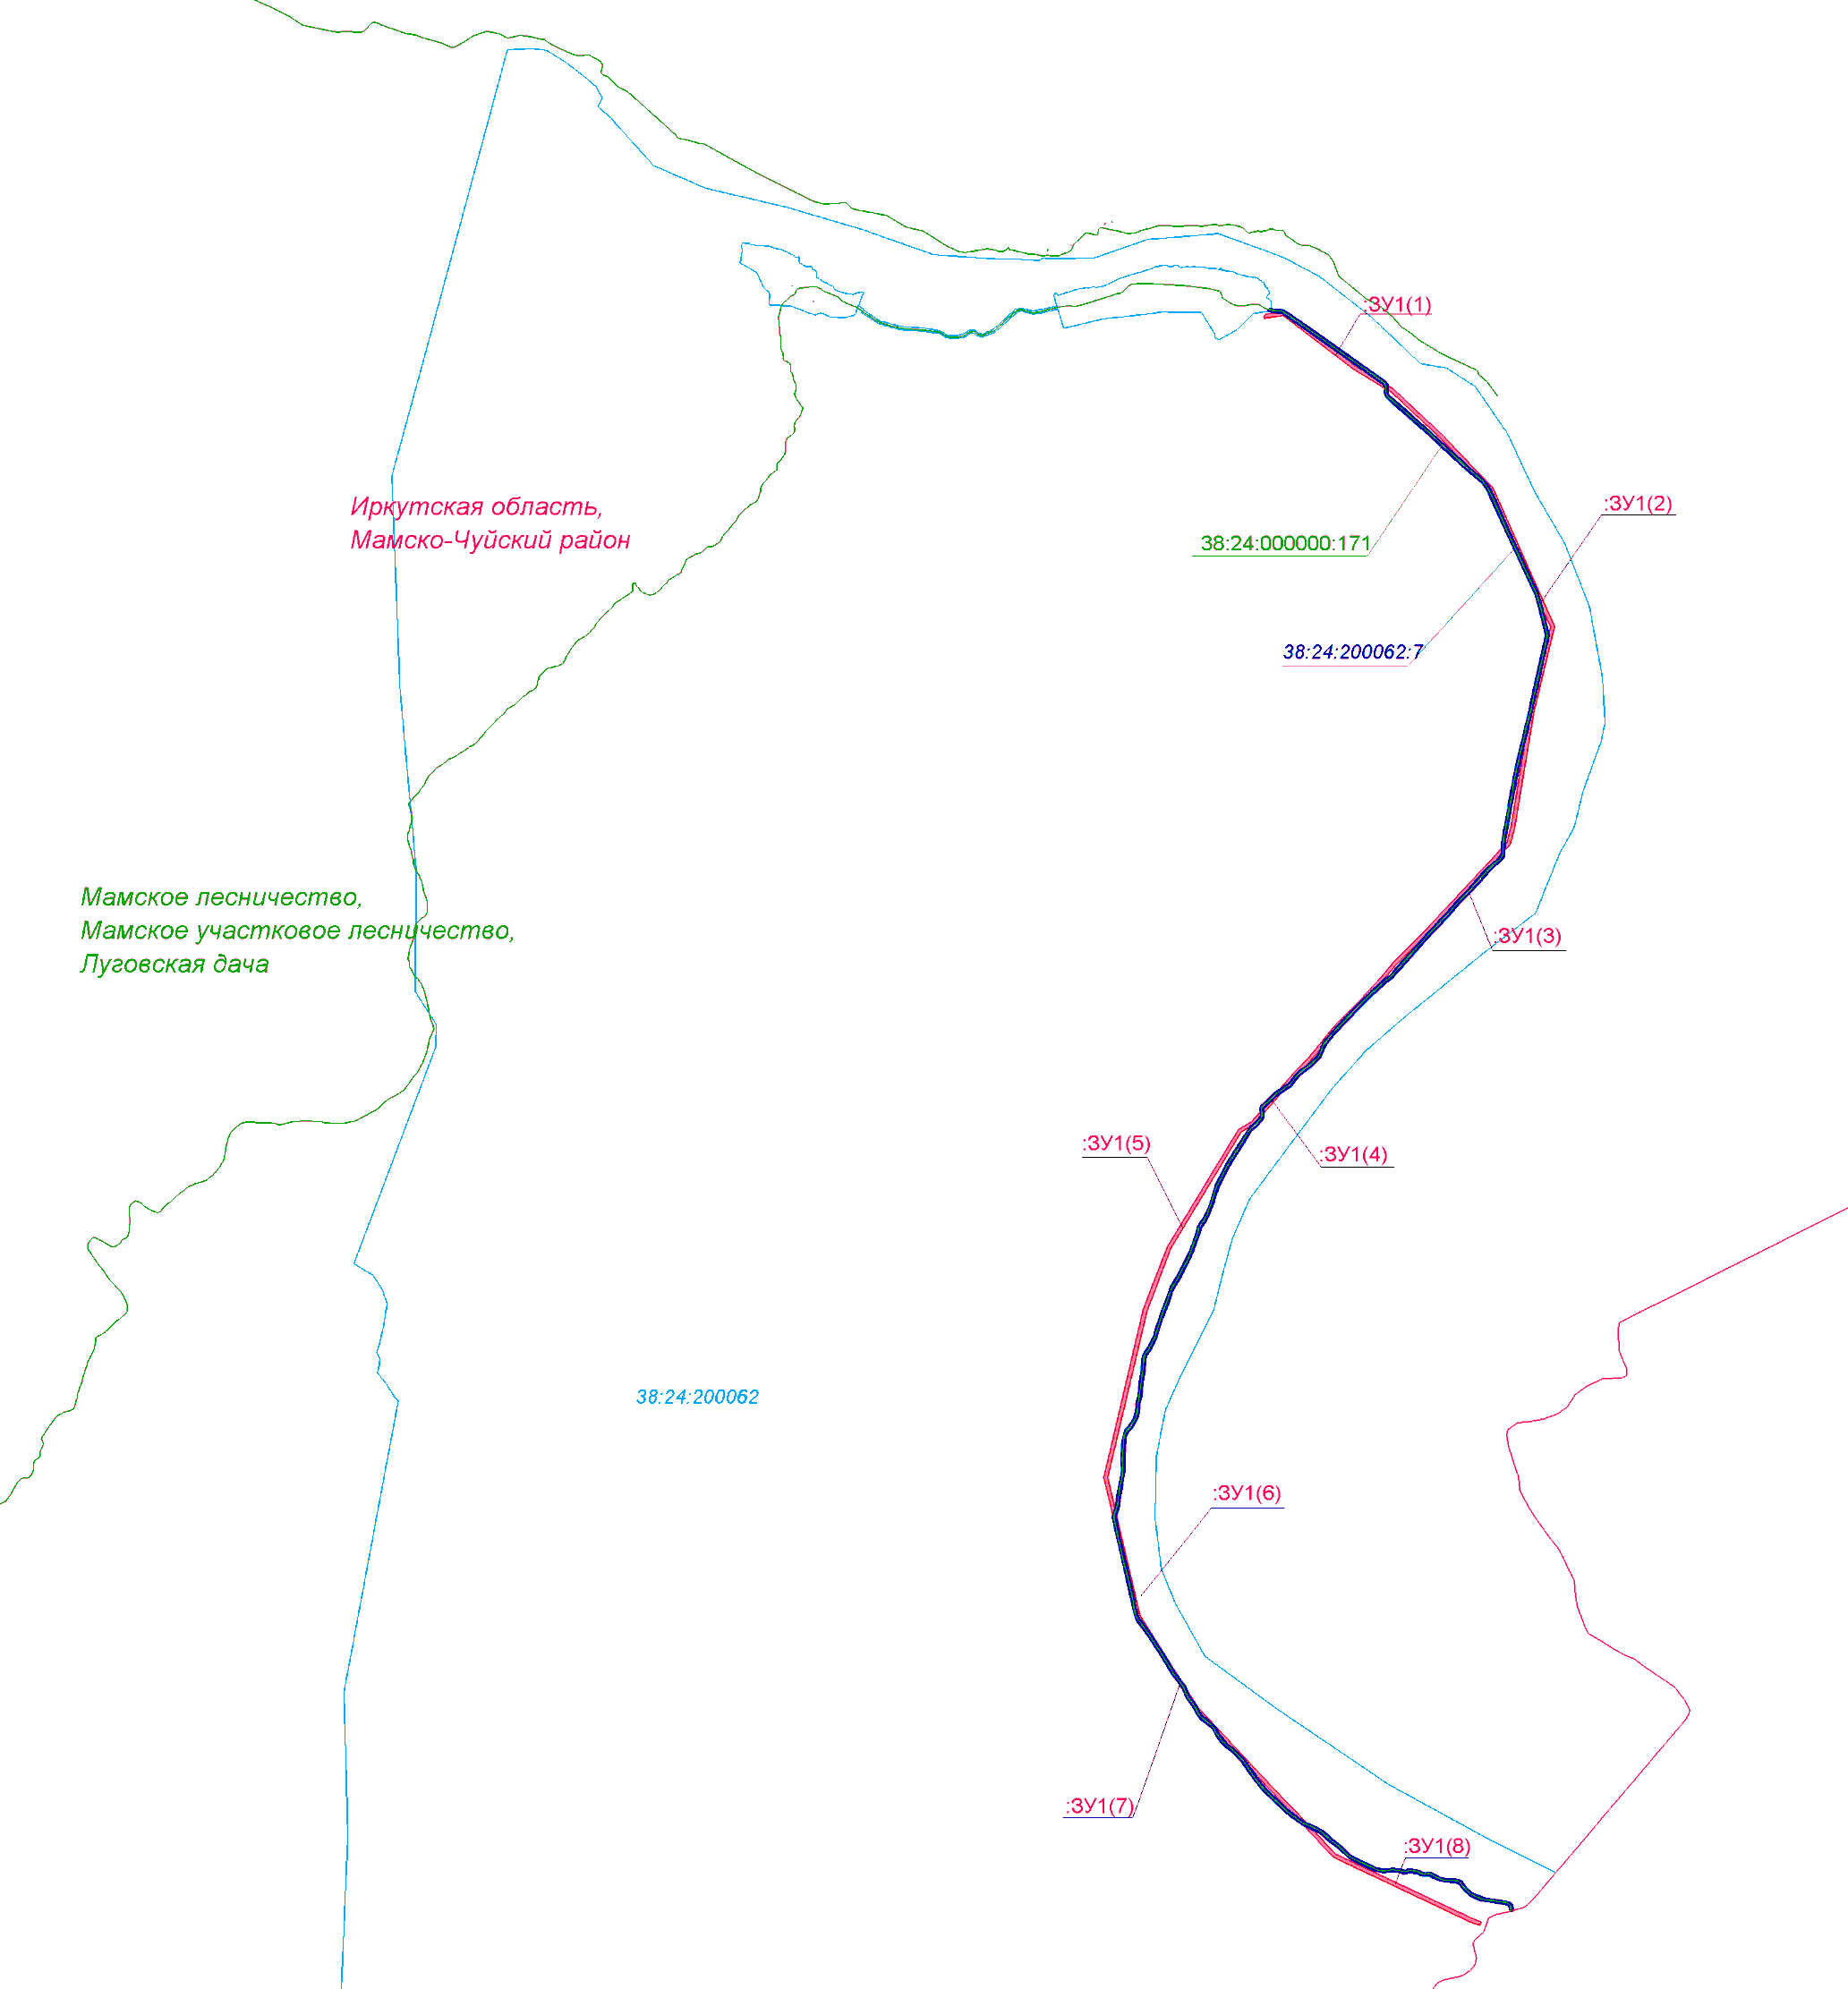 :ЗУ1(1)
Иркутская область,
Мамско-Чуйский район
:ЗУ1(2)
38:24:000000:171
38:24:200062:7
Мамское лесничество,
Мамское участковое лесничество,
Луговская дача
:ЗУ1(3)
:ЗУ1(5)
:ЗУ1(4)
38:24:200062
:ЗУ1(6)
:ЗУ1(7)
:ЗУ1(8)